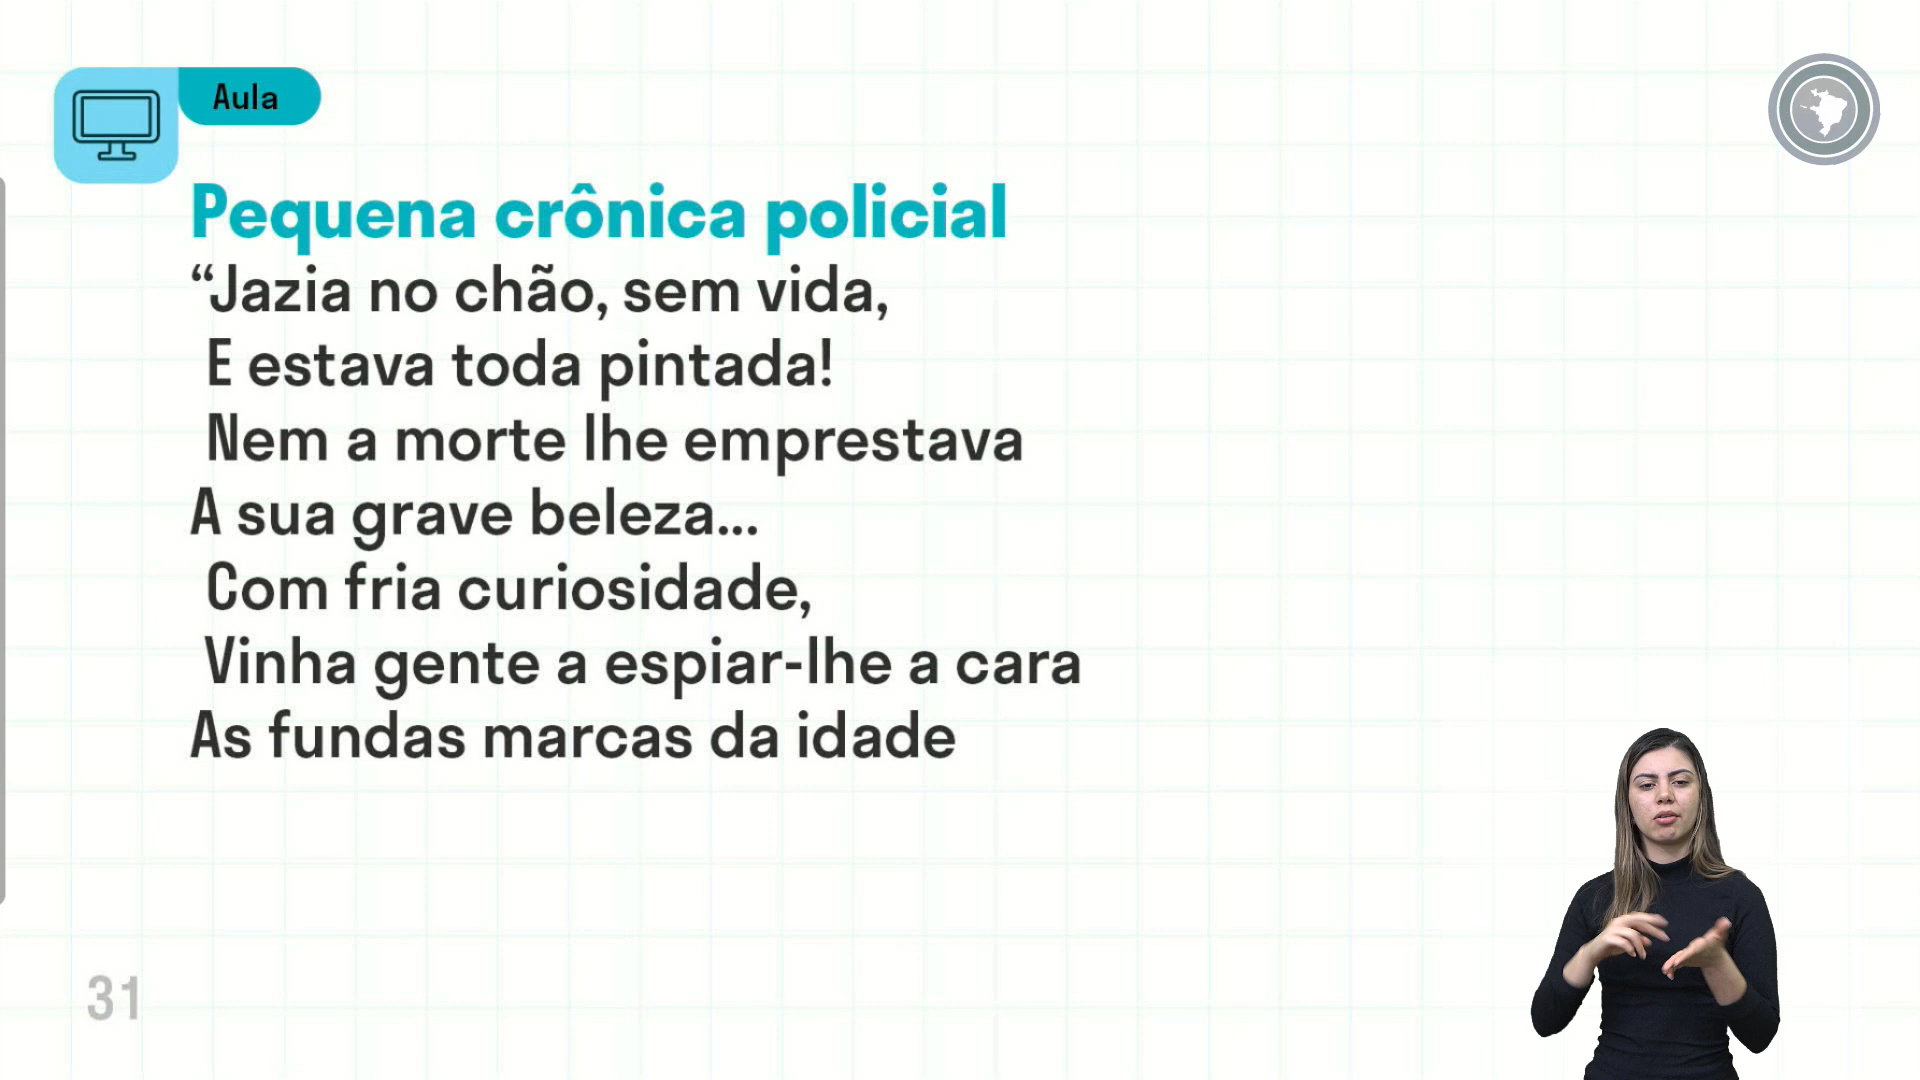 Aula
Pequena crônica policial
“Jazia no chão, sem vida,
E estava toda pintada!
Nem a morte lhe emprestava
A sua grave beleza...
Com fria curiosidade,
Vinha gente a espiar-lhe a cara
As fundas marcas da idade
31